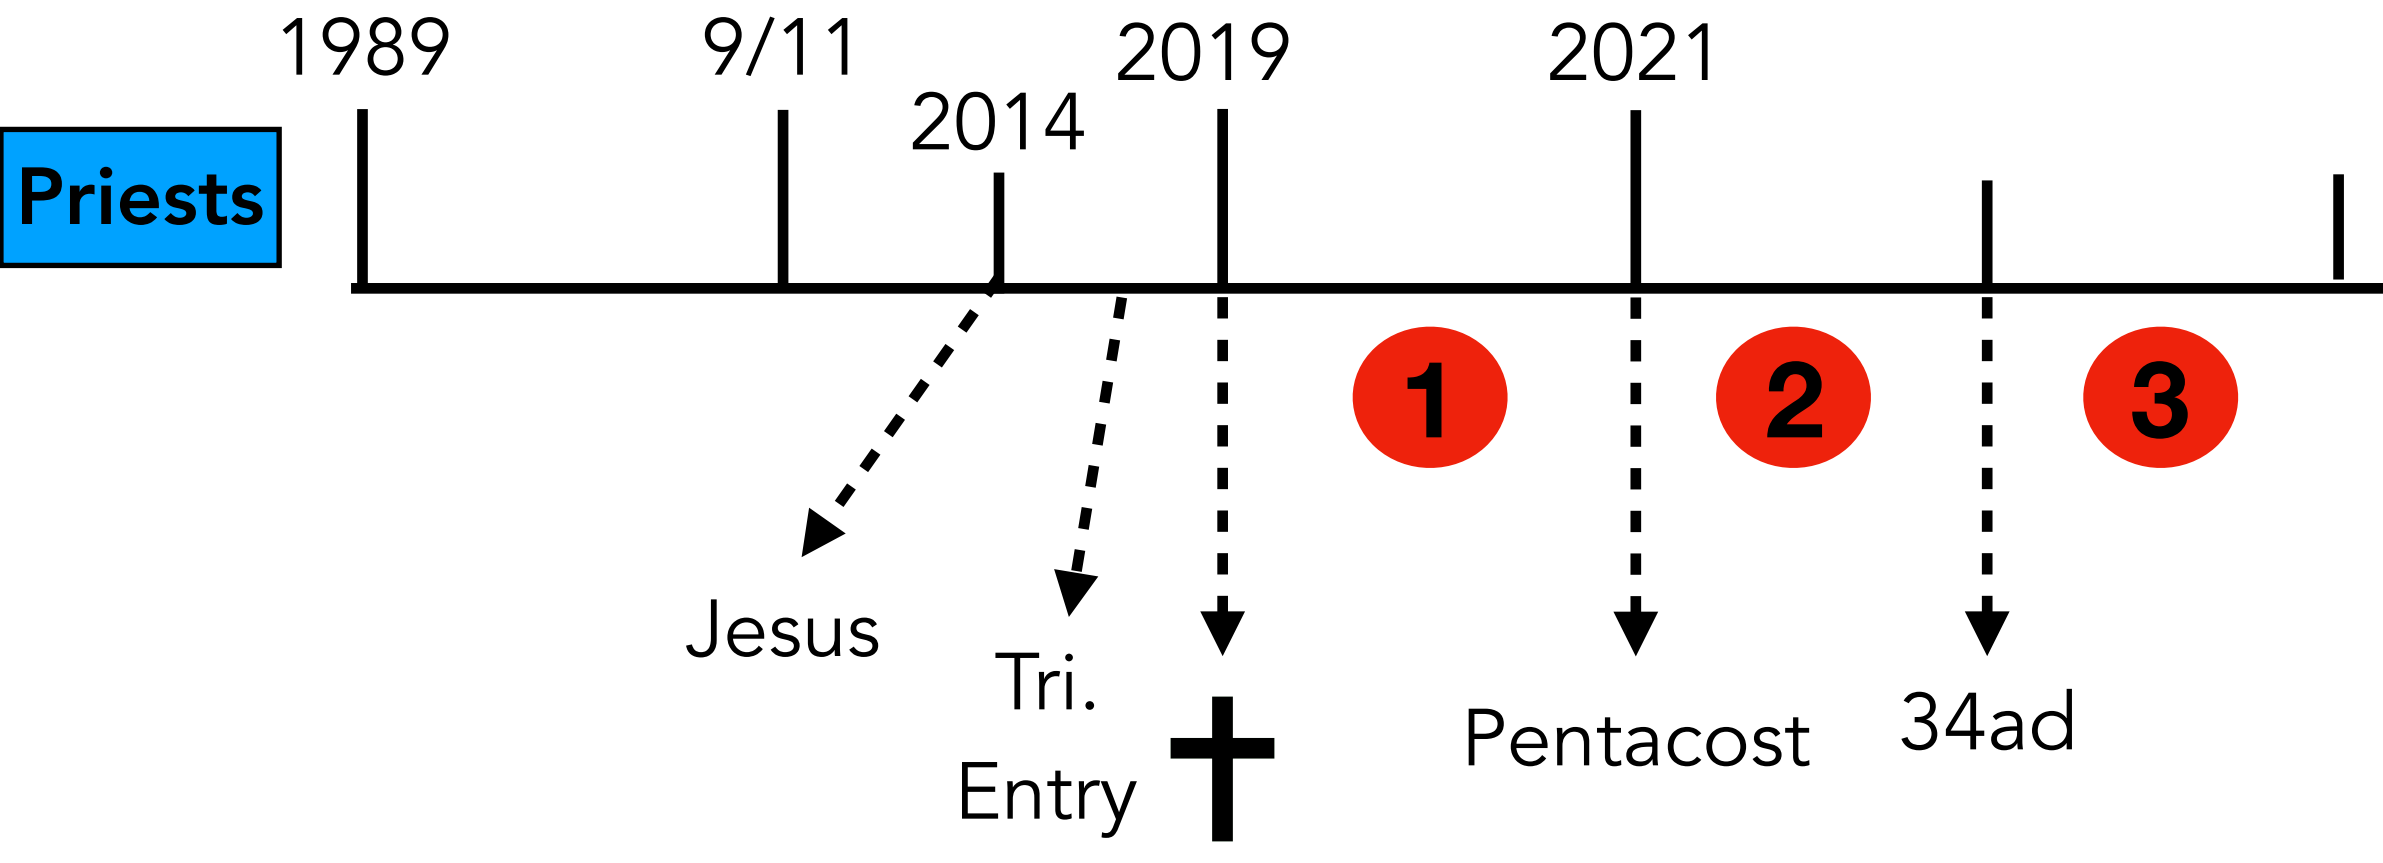 1989
9/11
2014
2019
2021
Priests
1
2
3
Jesus
Tri.
Entry
Pentacost
34ad